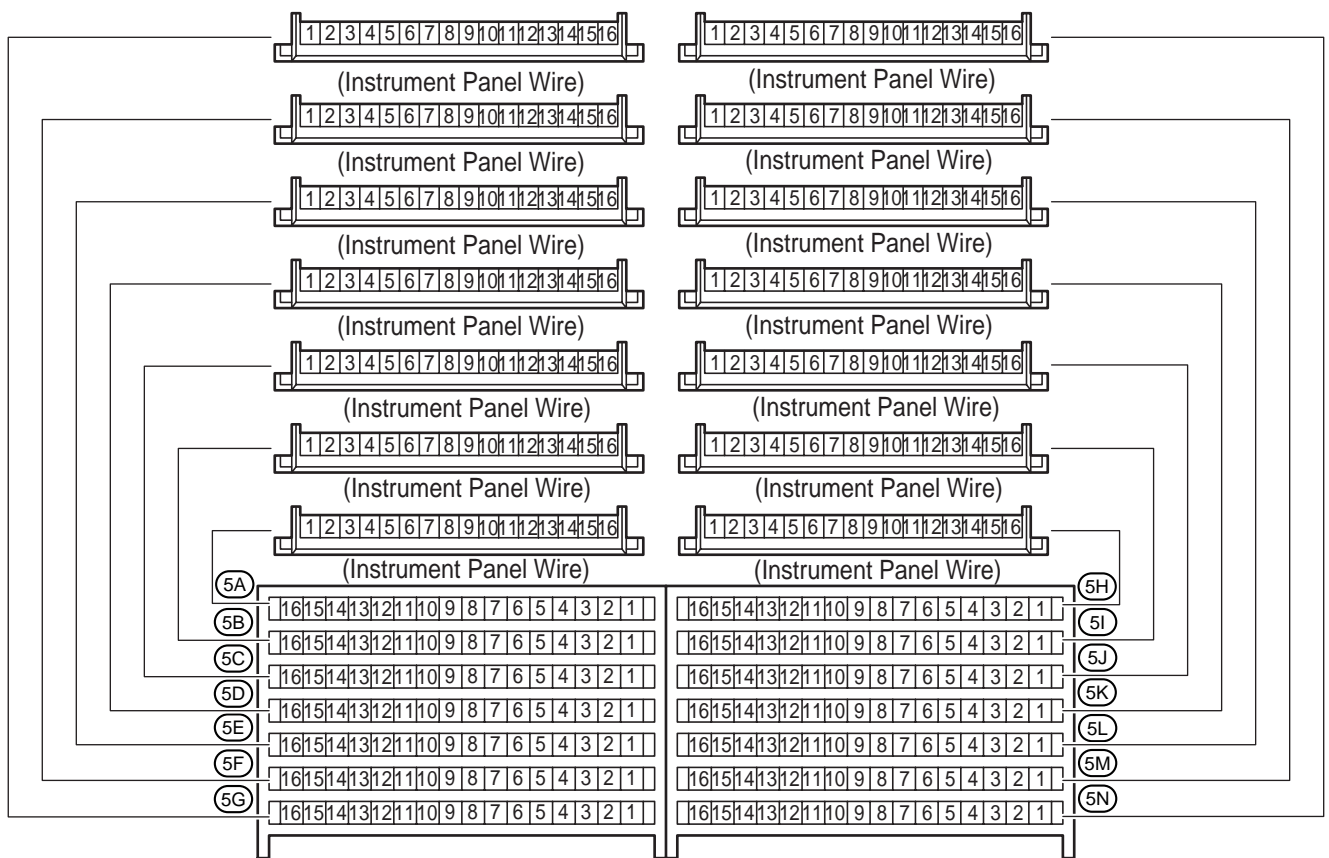 1 2 3 4 5 6 7 8 9 10 11 12 13 14 15 16 1 2 3 4 5 6 7 8 9 10 11 12 13 14 15 16
(Instrument Panel Wire) (Instrument Panel Wire)
1 2 3 4 5 6 7 8 9 10 11 12 13 14 15 16 1 2 3 4 5 6 7 8 9 10 11 12 13 14 15 16
(Instrument Panel Wire) (Instrument Panel Wire)
1 2 3 4 5 6 7 8 9 10 11 12 13 14 15 16 1 2 3 4 5 6 7 8 9 10 11 12 13 14 15 16
(Instrument Panel Wire) (Instrument Panel Wire)
1 2 3 4 5 6 7 8 9 10 11 12 13 14 15 16 1 2 3 4 5 6 7 8 9 10 11 12 13 14 15 16
(Instrument Panel Wire) (Instrument Panel Wire)
1 2 3 4 5 6 7 8 9 10 11 12 13 14 15 16 1 2 3 4 5 6 7 8 9 10 11 12 13 14 15 16
(Instrument Panel Wire) (Instrument Panel Wire)
1 2 3 4 5 6 7 8 9 10 11 12 13 14 15 16 1 2 3 4 5 6 7 8 9 10 11 12 13 14 15 16
(Instrument Panel Wire) (Instrument Panel Wire)
1 2 3 4 5 6 7 8 9 10 11 12 13 14 15 16 1 2 3 4 5 6 7 8 9 10 11 12 13 14 15 16
(Instrument Panel Wire) (Instrument Panel Wire)
5A 5H
16 15 14 13 12 11 10 9 8 7 6 5 4 3 2 1 16 15 14 13 12 11 10 9 8 7 6 5 4 3 2 1
5B 5I
16 15 14 13 12 11 10 9 8 7 6 5 4 3 2 1 16 15 14 13 12 11 10 9 8 7 6 5 4 3 2 1
5C 5J
16 15 14 13 12 11 10 9 8 7 6 5 4 3 2 1 16 15 14 13 12 11 10 9 8 7 6 5 4 3 2 1
5D 5K
16 15 14 13 12 11 10 9 8 7 6 5 4 3 2 1 16 15 14 13 12 11 10 9 8 7 6 5 4 3 2 1
5E 5L
16 15 14 13 12 11 10 9 8 7 6 5 4 3 2 1 16 15 14 13 12 11 10 9 8 7 6 5 4 3 2 1
5F 5M
16 15 14 13 12 11 10 9 8 7 6 5 4 3 2 1 16 15 14 13 12 11 10 9 8 7 6 5 4 3 2 1
5G 5N
16 15 14 13 12 11 10 9 8 7 6 5 4 3 2 1 16 15 14 13 12 11 10 9 8 7 6 5 4 3 2 1